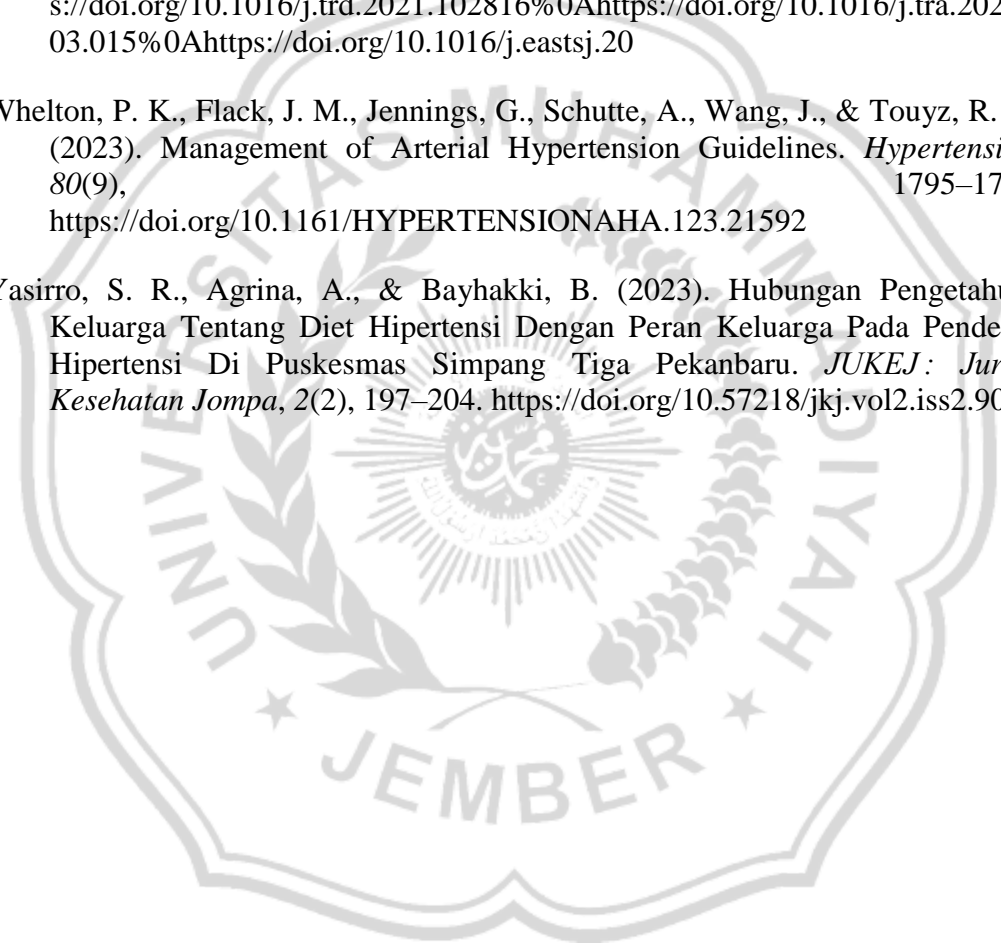 s://doi.org/10.1016/j.trd.2021.102816%0Ahttps://doi.org/10.1016/j.tra.202
03.015%0Ahttps://doi.org/10.1016/j.eastsj.20
Whelton, P. K., Flack, J. M., Jennings, G., Schutte, A., Wang, J., & Touyz, R.
(2023). Management of Arterial Hypertension Guidelines. Hypertensi
80(9), 1795–17
https://doi.org/10.1161/HYPERTENSIONAHA.123.21592
Yasirro, S. R., Agrina, A., & Bayhakki, B. (2023). Hubungan Pengetahu
Keluarga Tentang Diet Hipertensi Dengan Peran Keluarga Pada Pende
Hipertensi Di Puskesmas Simpang Tiga Pekanbaru. JUKEJ : Jur
Kesehatan Jompa, 2(2), 197–204. https://doi.org/10.57218/jkj.vol2.iss2.90
UNIVERSITAS MUHAMMADIYAH
JEMBER